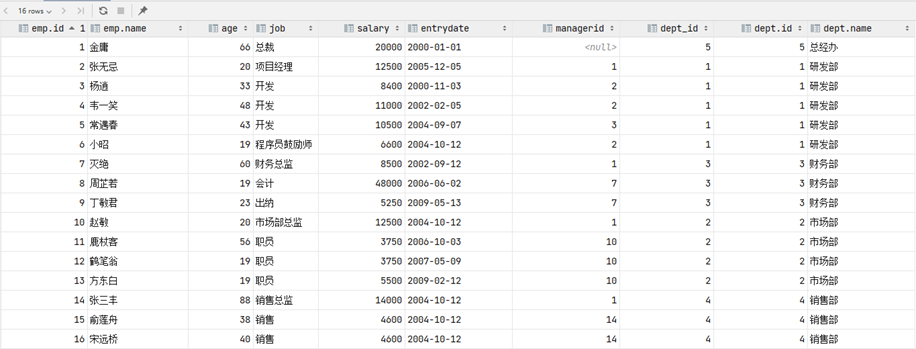 16 rows
emp.id 1 emp.name age job salary entrydate managerid dept_id dept.id dept.name
1 金庸 66 总裁 20000 2000-01-01 <null> 5 5 总经办
2 张无忌 20 项目经理 12500 2005-12-05 1 1 1 研发部
3 杨逍 33 开发 8400 2000-11-03 2 1 1 研发部
4 韦一笑 48 开发 11000 2002-02-05 2 1 1 研发部
5 常遇春 43 开发 10500 2004-09-07 3 1 1 研发部
6 小昭 19 程序员鼓励师 6600 2004-10-12 2 1 1 研发部
7 灭绝 60 财务总监 8500 2002-09-12 1 3 3 财务部
8 周芷若 19 会计 48000 2006-06-02 7 3 3 财务部
9 丁敏君 23 出纳 5250 2009-05-13 7 3 3 财务部
10 赵敏 20 市场部总监 12500 2004-10-12 1 2 2 市场部
11 鹿杖客 56 职员 3750 2006-10-03 10 2 2 市场部
12 鹤笔翁 19 职员 3750 2007-05-09 10 2 2 市场部
13 方东白 19 职员 5500 2009-02-12 10 2 2 市场部
14 张三丰 88 销售总监 14000 2004-10-12 1 4 4 销售部
15 俞莲舟 38 销售 4600 2004-10-12 14 4 4 销售部
16 宋远桥 40 销售 4600 2004-10-12 14 4 4 销售部